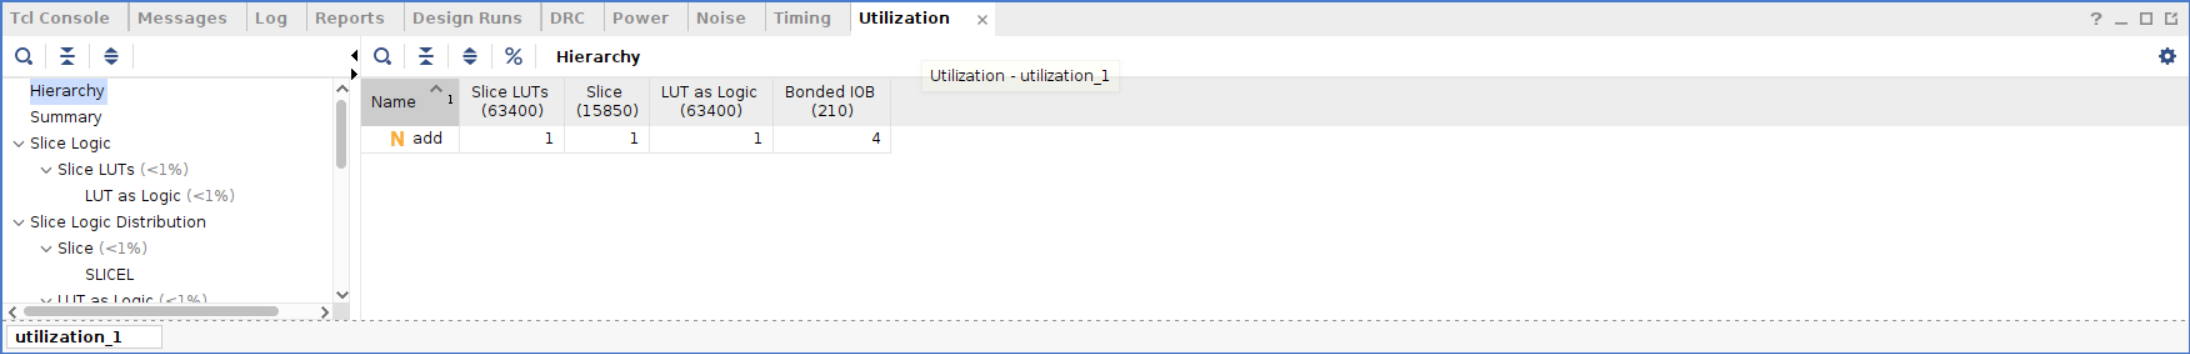 Tcl Console Messages Log Reports Design Runs DRC Power Noise Timing Utilization × ?
% Hierarchy
Utilization - utilization_1
Hierarchy
Summary
Slice Logic
Slice LUTs (<1%)
LUT as Logic (<1%)
Slice Logic Distribution
Slice (<1%)
SLICEL
LUT as Logic (<1%)
Name 1 Slice LUTs (63400) Slice (15850) LUT as Logic (63400) Bonded IOB (210)
N add 1 1 1 4
utilization_1